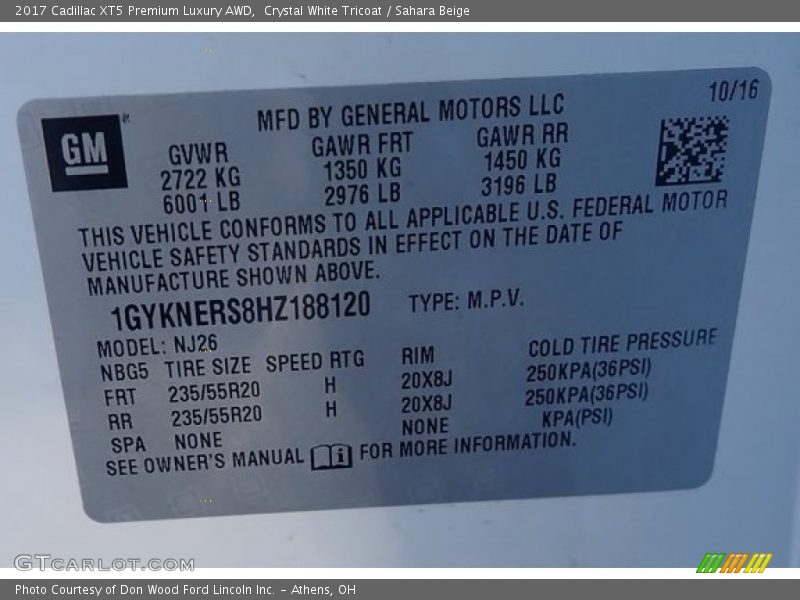 2017 Cadillac XT5 Premium Luxury AWD, Crystal White Tricoat / Sahara Beige
10/16
MFD BY GENERAL MOTORS LLC
GM
GVWR GAWR FRT GAWR RR
2722 KG 1350 KG 1450 KG
6001 LB 2976 LB 3196 LB
THIS VEHICLE CONFORMS TO ALL APPLICABLE U.S. FEDERAL MOTOR
VEHICLE SAFETY STANDARDS IN EFFECT ON THE DATE OF
MANUFACTURE SHOWN ABOVE.
1GYKNERS8HZ188120 TYPE: M.P.V.
MODEL: NJ26
NBG5 TIRE SIZE SPEED RTG RIM COLD TIRE PRESSURE
FRT 235/55R20 H 20X8J 250KPA(36PSI)
RR 235/55R20 H 20X8J 250KPA(36PSI)
SPA NONE NONE KPA(PSI)
SEE OWNER'S MANUAL i FOR MORE INFORMATION.
GTCarLot.com
Photo Courtesy of Don Wood Ford Lincoln Inc. - Athens, OH